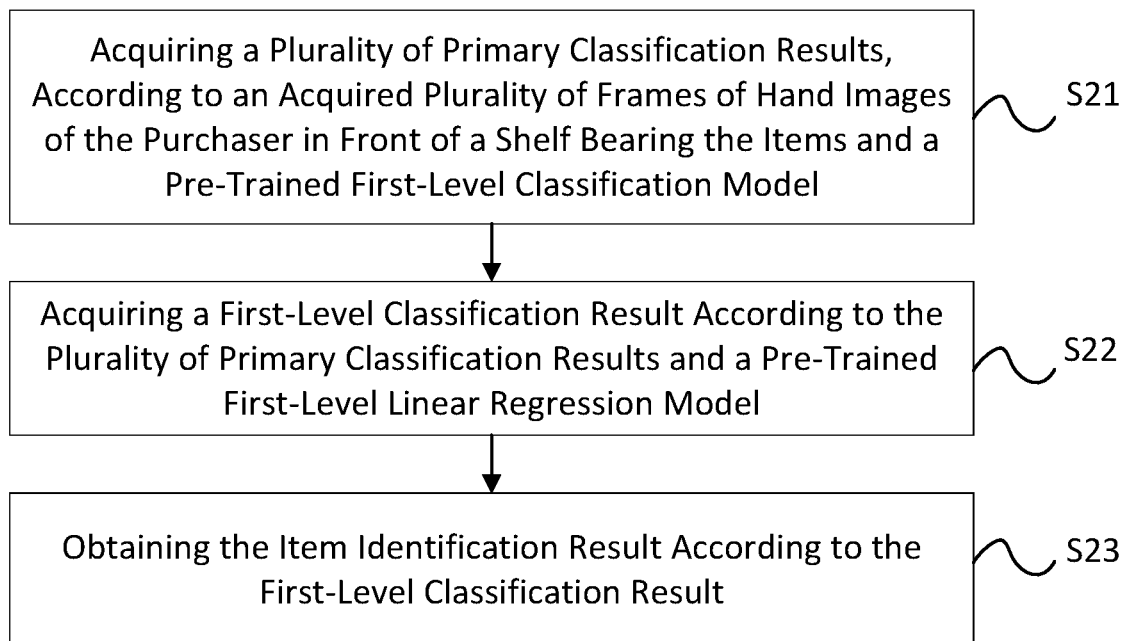 Acquiring a Plurality of Primary Classification Results,
According to an Acquired Plurality of Frames of Hand Images
of the Purchaser in Front of a Shelf Bearing the Items and a
Pre-Trained First-Level Classification Model
S21
Acquiring a First-Level Classification Result According to the
Plurality of Primary Classification Results and a Pre-Trained
First-Level Linear Regression Model
S22
Obtaining the Item Identification Result According to the
First-Level Classification Result
S23